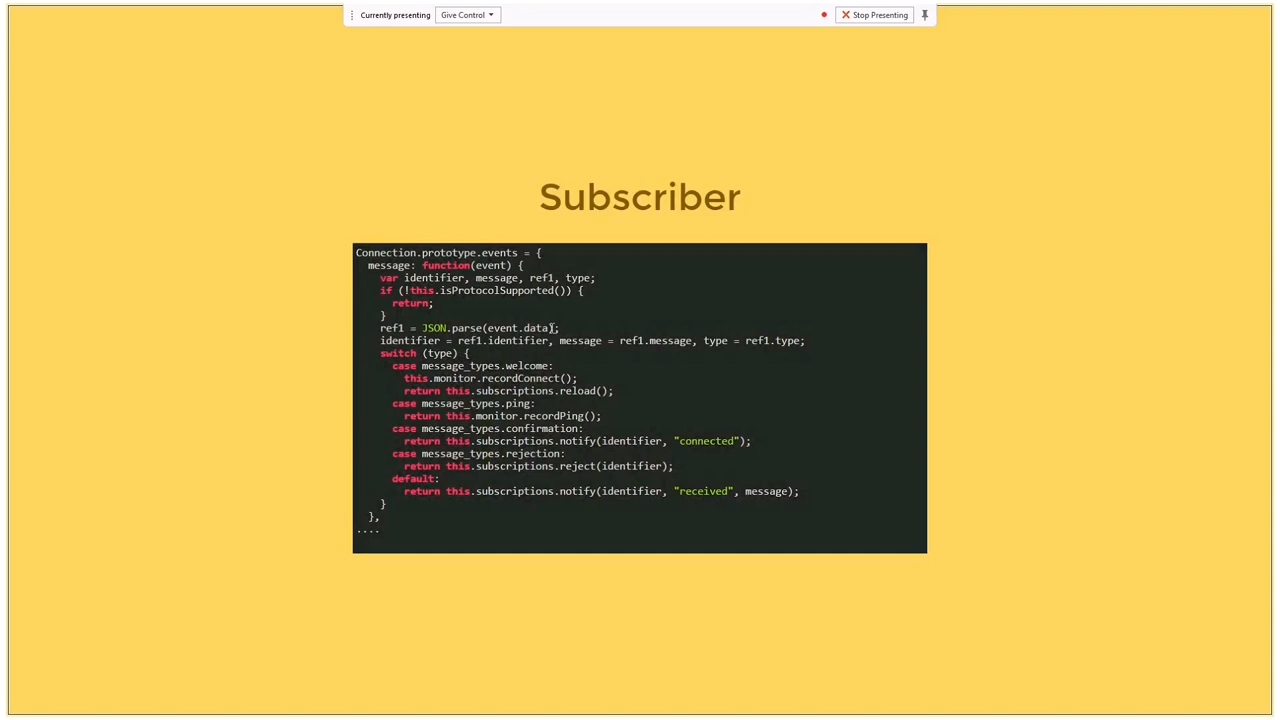 Currently presenting Give Control Stop Presenting
Subscriber
Connection.prototype.events = {
  message: function(event) {
    var identifier, message, ref1, type;
    if (!this.isProtocolSupported()) {
      return;
    }
    ref1 = JSON.parse(event.data);
    identifier = ref1.identifier, message = ref1.message, type = ref1.type;
    switch (type) {
      case message_types.welcome:
        this.monitor.recordConnect();
        return this.subscriptions.reload();
      case message_types.ping:
        return this.monitor.recordPing();
      case message_types.confirmation:
        return this.subscriptions.notify(identifier, "connected");
      case message_types.rejection:
        return this.subscriptions.reject(identifier);
      default:
        return this.subscriptions.notify(identifier, "received", message);
    }
  },
....